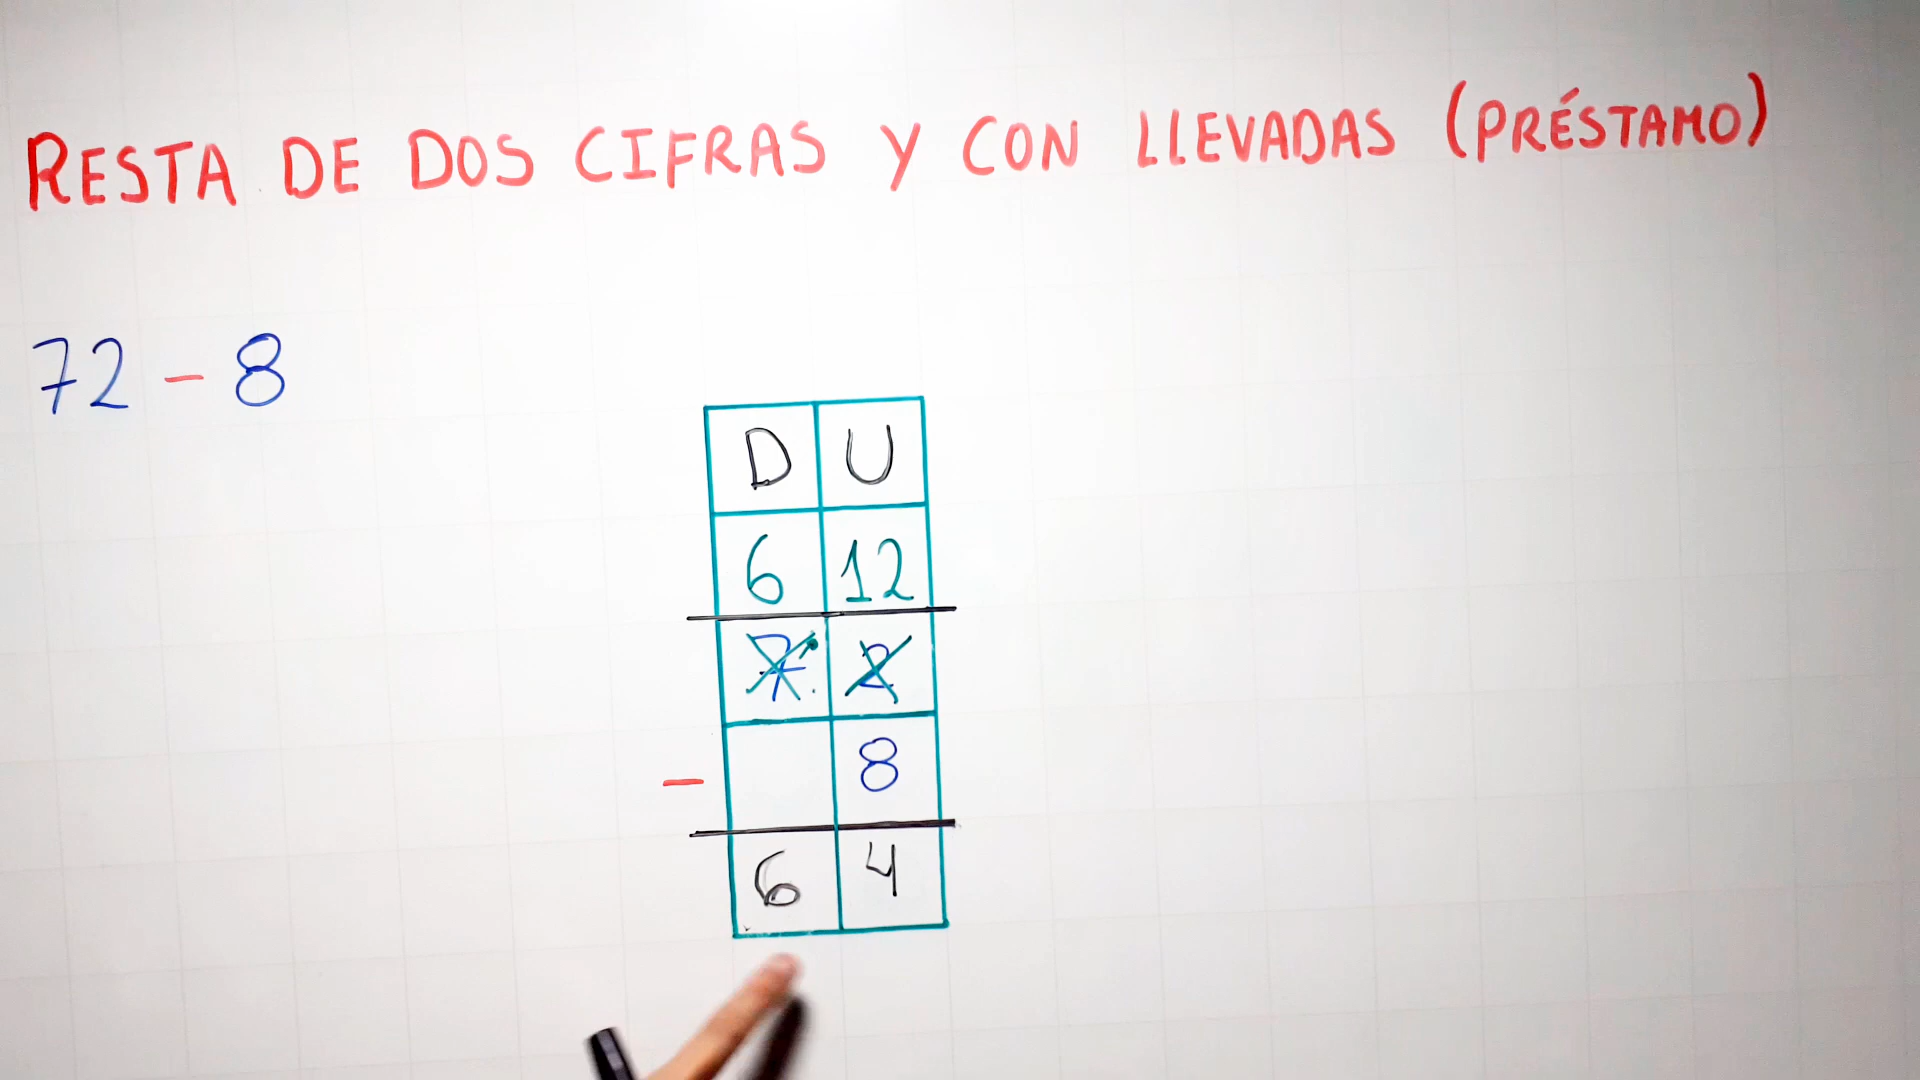 RESTA DE DOS CIFRAS Y CON LLEVADAS (PRÉSTAMO)
72 - 8
D U
6 12
7 2
- 8
6 4